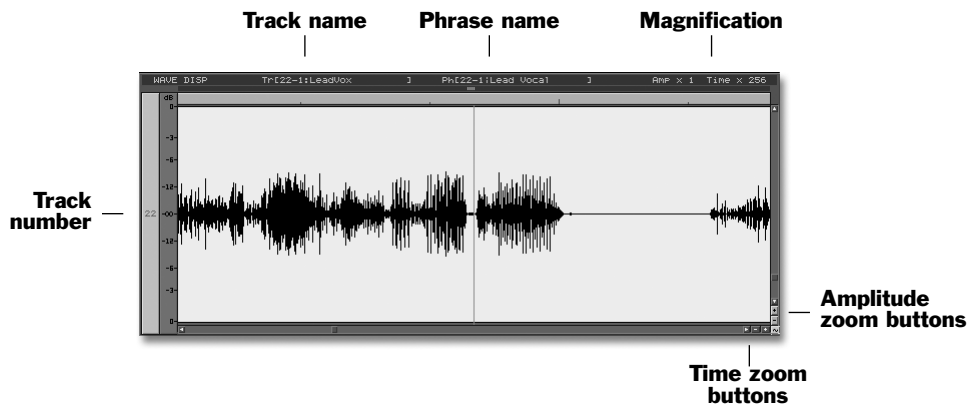 Track name
Phrase name
Magnification
WAVE DISP Tr[22-1:LeadVox ] Ph[22-1:Lead Vocal ] Amp x 1 Time x 256
dB
0
-3
-6
-12
Track number
22
-∞
-12
-6
-3
0
Amplitude
zoom buttons
Time zoom
buttons